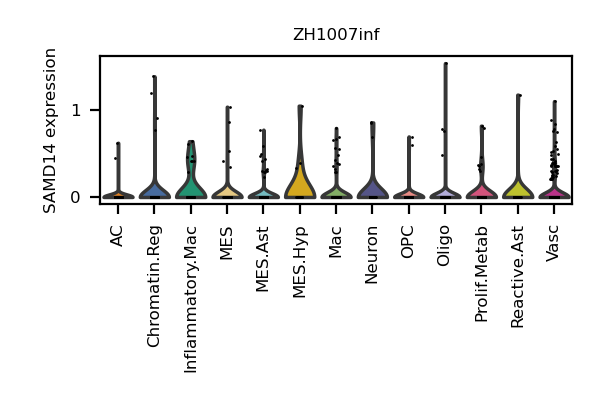 ZH1007inf
SAMD14 expression
1
0
AC
Chromatin.Reg
Inflammatory.Mac
MES
MES.Ast
MES.Hyp
Mac
Neuron
OPC
Oligo
Prolif.Metab
Reactive.Ast
Vasc